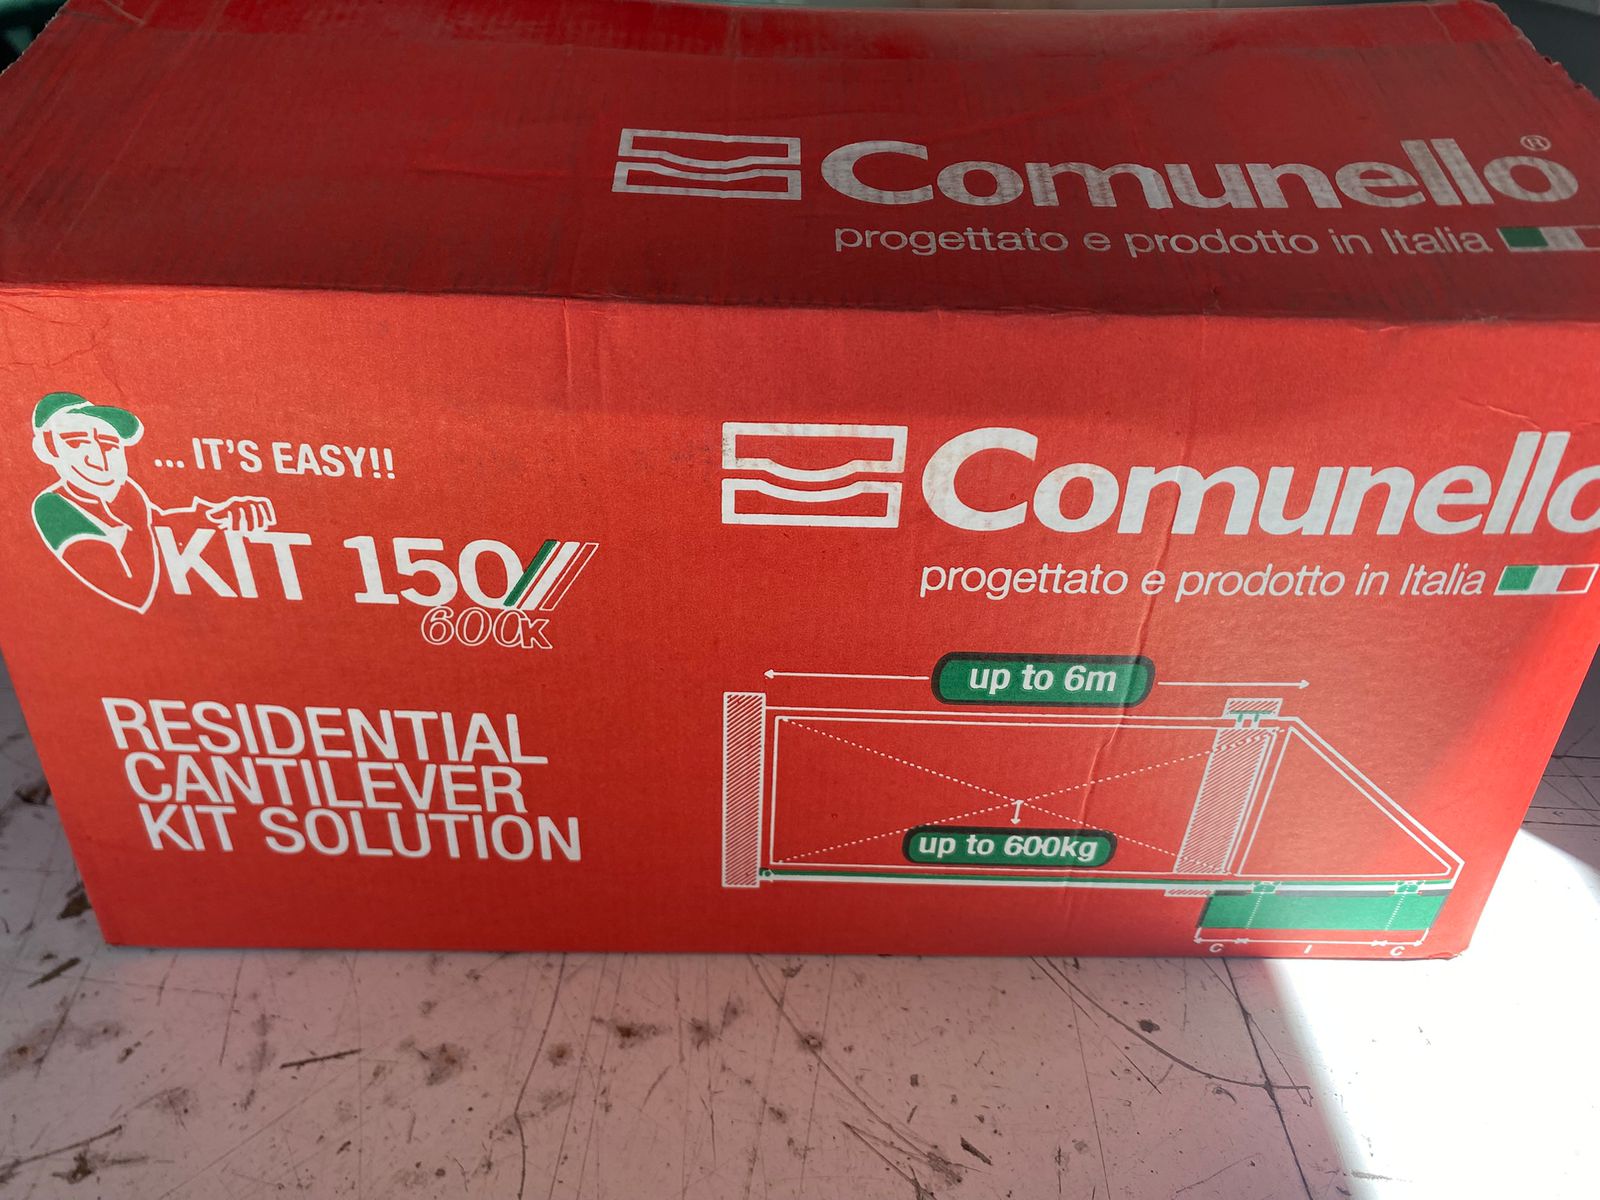 Comunello®
progettato e prodotto in Italia
... IT'S EASY!!
KIT 150
600K
RESIDENTIAL
CANTILEVER
KIT SOLUTION
Comunello
progettato e prodotto in Italia
up to 6m
up to 600kg
C I C